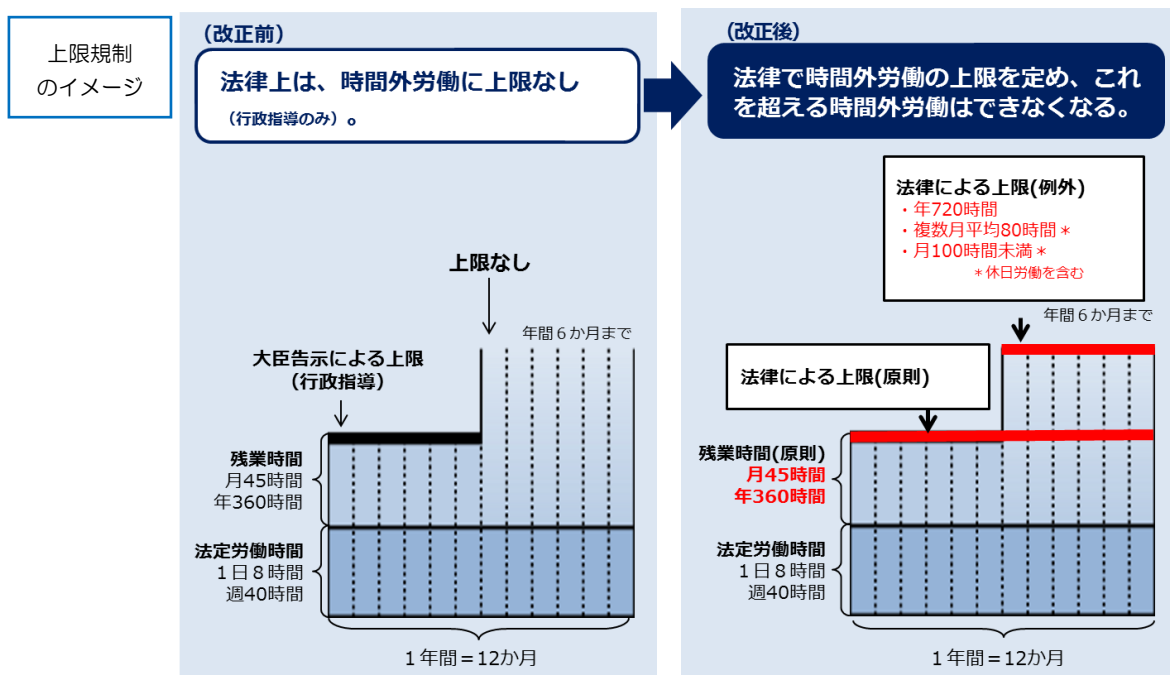 上限規制
のイメージ
（改正前）
法律上は、時間外労働に上限なし
（行政指導のみ）。
上限なし
年間６か月まで
大臣告示による上限
（行政指導）
残業時間
月45時間
年360時間
法定労働時間
１日８時間
週40時間
１年間＝12か月
（改正後）
法律で時間外労働の上限を定め、これ
を超える時間外労働はできなくなる。
法律による上限(例外)
・年720時間
・複数月平均80時間＊
・月100時間未満＊
＊休日労働を含む
年間６か月まで
法律による上限(原則)
残業時間(原則)
月45時間
年360時間
法定労働時間
１日８時間
週40時間
１年間＝12か月